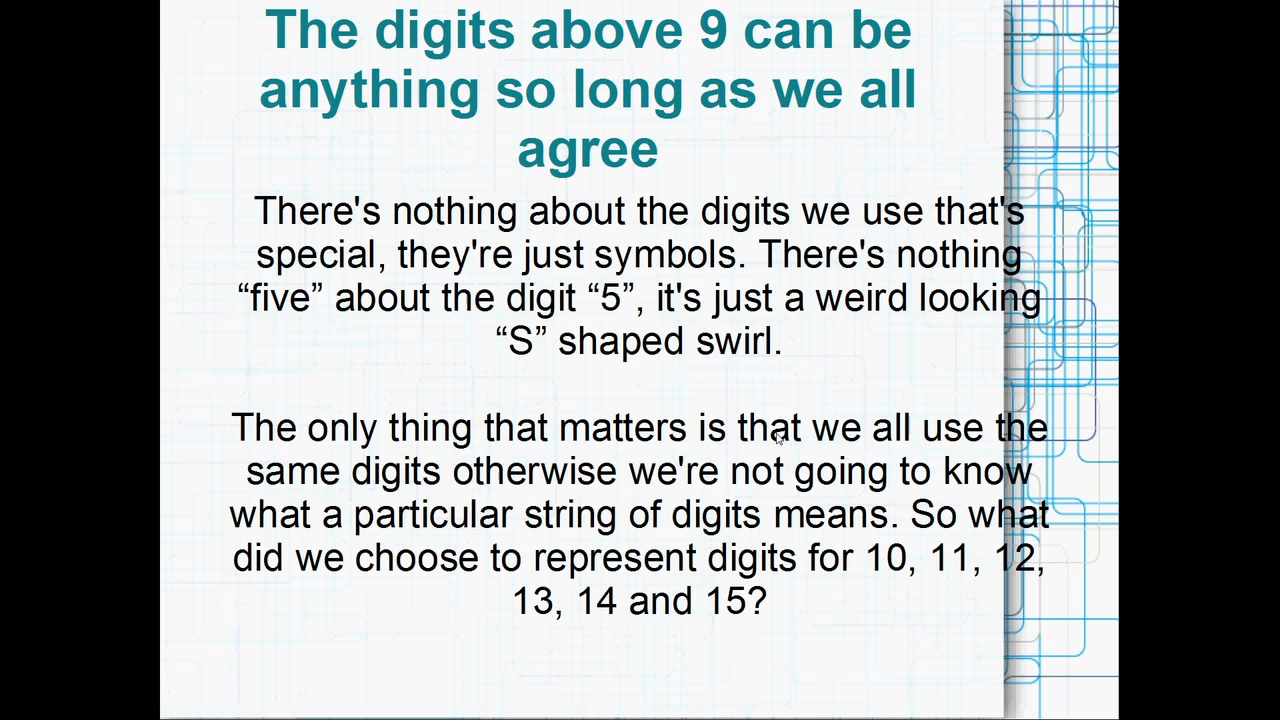 The digits above 9 can be
anything so long as we all
agree
There's nothing about the digits we use that's
special, they're just symbols. There's nothing
“five” about the digit “5”, it's just a weird looking
“S” shaped swirl.
The only thing that matters is that we all use the
same digits otherwise we're not going to know
what a particular string of digits means. So what
did we choose to represent digits for 10, 11, 12,
13, 14 and 15?